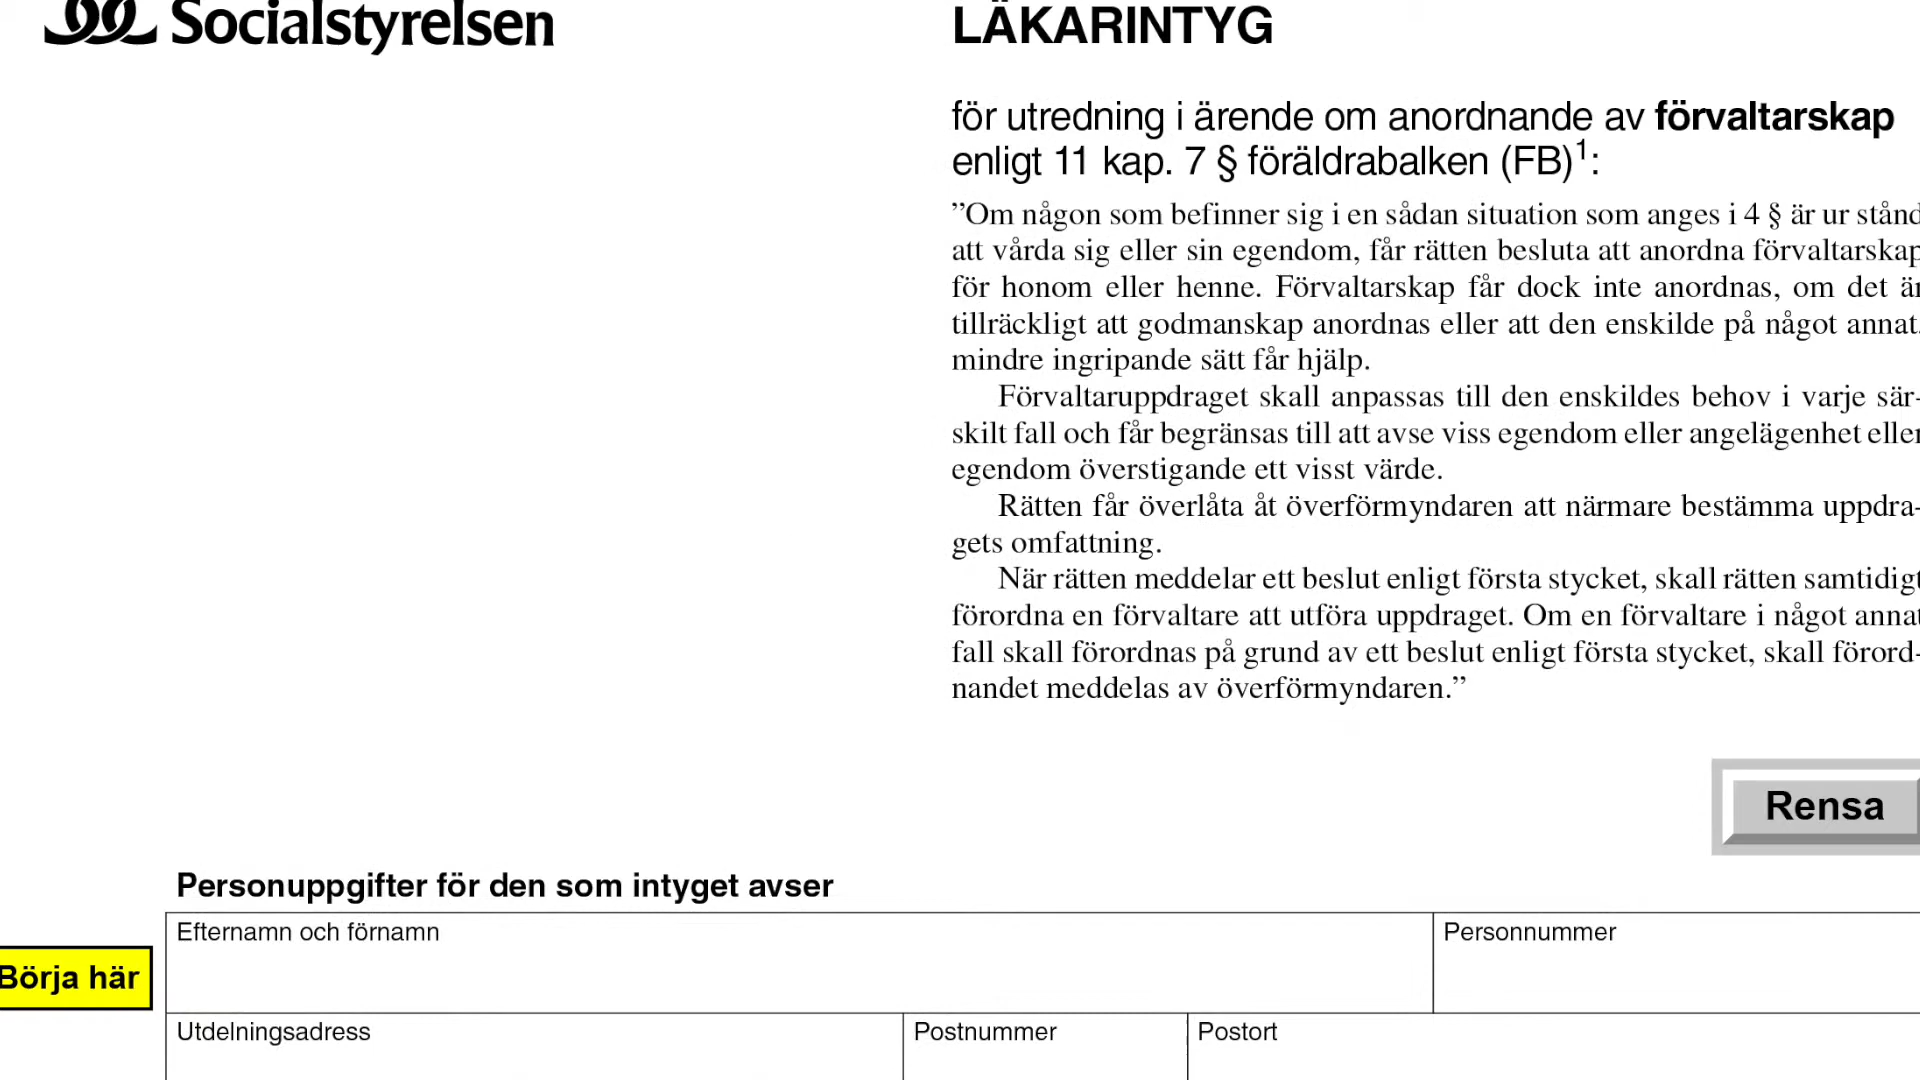 Socialstyrelsen
LÄKARINTYG
för utredning i ärende om anordnande av förvaltarskap
enligt 11 kap. 7 § föräldrabalken (FB)1:
”Om någon som befinner sig i en sådan situation som anges i 4 § är ur stånd
att vårda sig eller sin egendom, får rätten besluta att anordna förvaltarskap
för honom eller henne. Förvaltarskap får dock inte anordnas, om det är
tillräckligt att godmanskap anordnas eller att den enskilde på något annat,
mindre ingripande sätt får hjälp.
Förvaltaruppdraget skall anpassas till den enskildes behov i varje sär-
skilt fall och får begränsas till att avse viss egendom eller angelägenhet eller
egendom överstigande ett visst värde.
Rätten får överlåta åt överförmyndaren att närmare bestämma uppdra-
gets omfattning.
När rätten meddelar ett beslut enligt första stycket, skall rätten samtidigt
förordna en förvaltare att utföra uppdraget. Om en förvaltare i något annat
fall skall förordnas på grund av ett beslut enligt första stycket, skall förord-
nandet meddelas av överförmyndaren.”
Rensa
Personuppgifter för den som intyget avser
Efternamn och förnamn
Personnummer
Börja här
Utdelningsadress
Postnummer
Postort